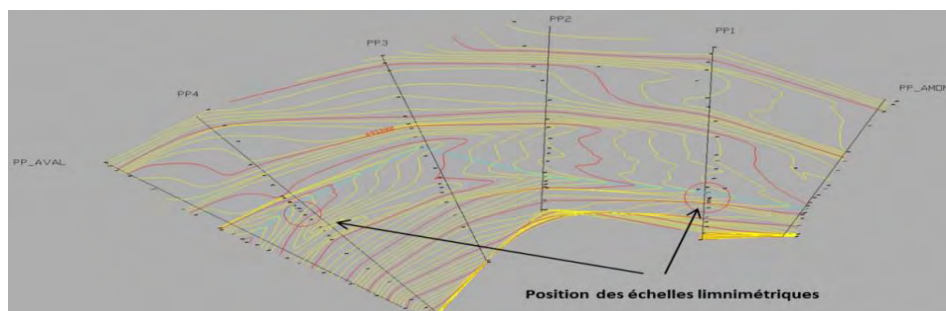 PP2
PP1
PP3
PP4
PP_AMON
PP_AVAL
Position des échelles limnimétriques